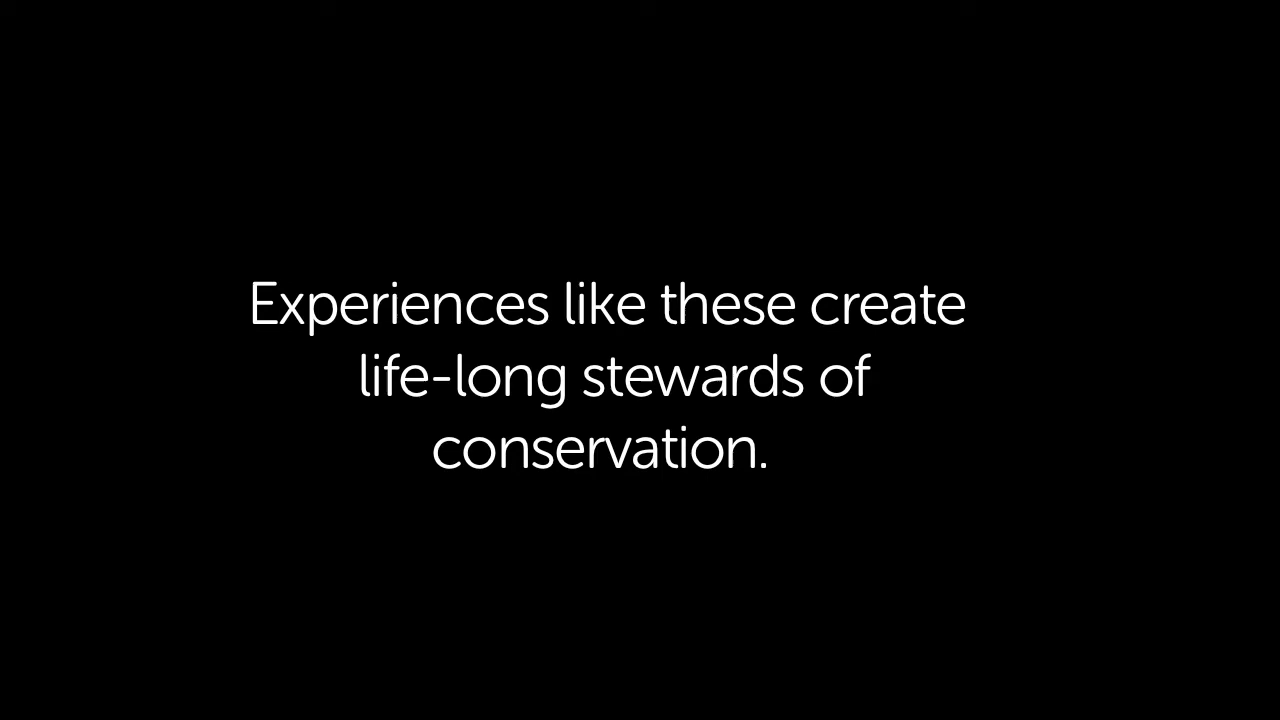 Experiences like these create
life-long stewards of
conservation.